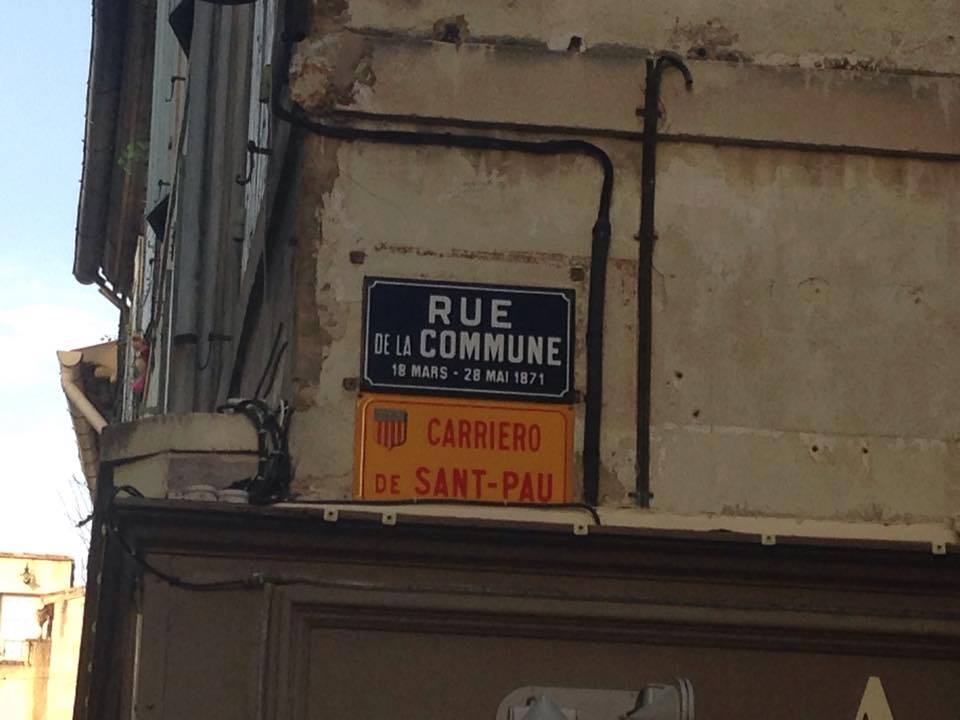 RUE
DE LA COMMUNE
18 MARS - 28 MAI 1871
CARRIERO
DE SANT-PAU